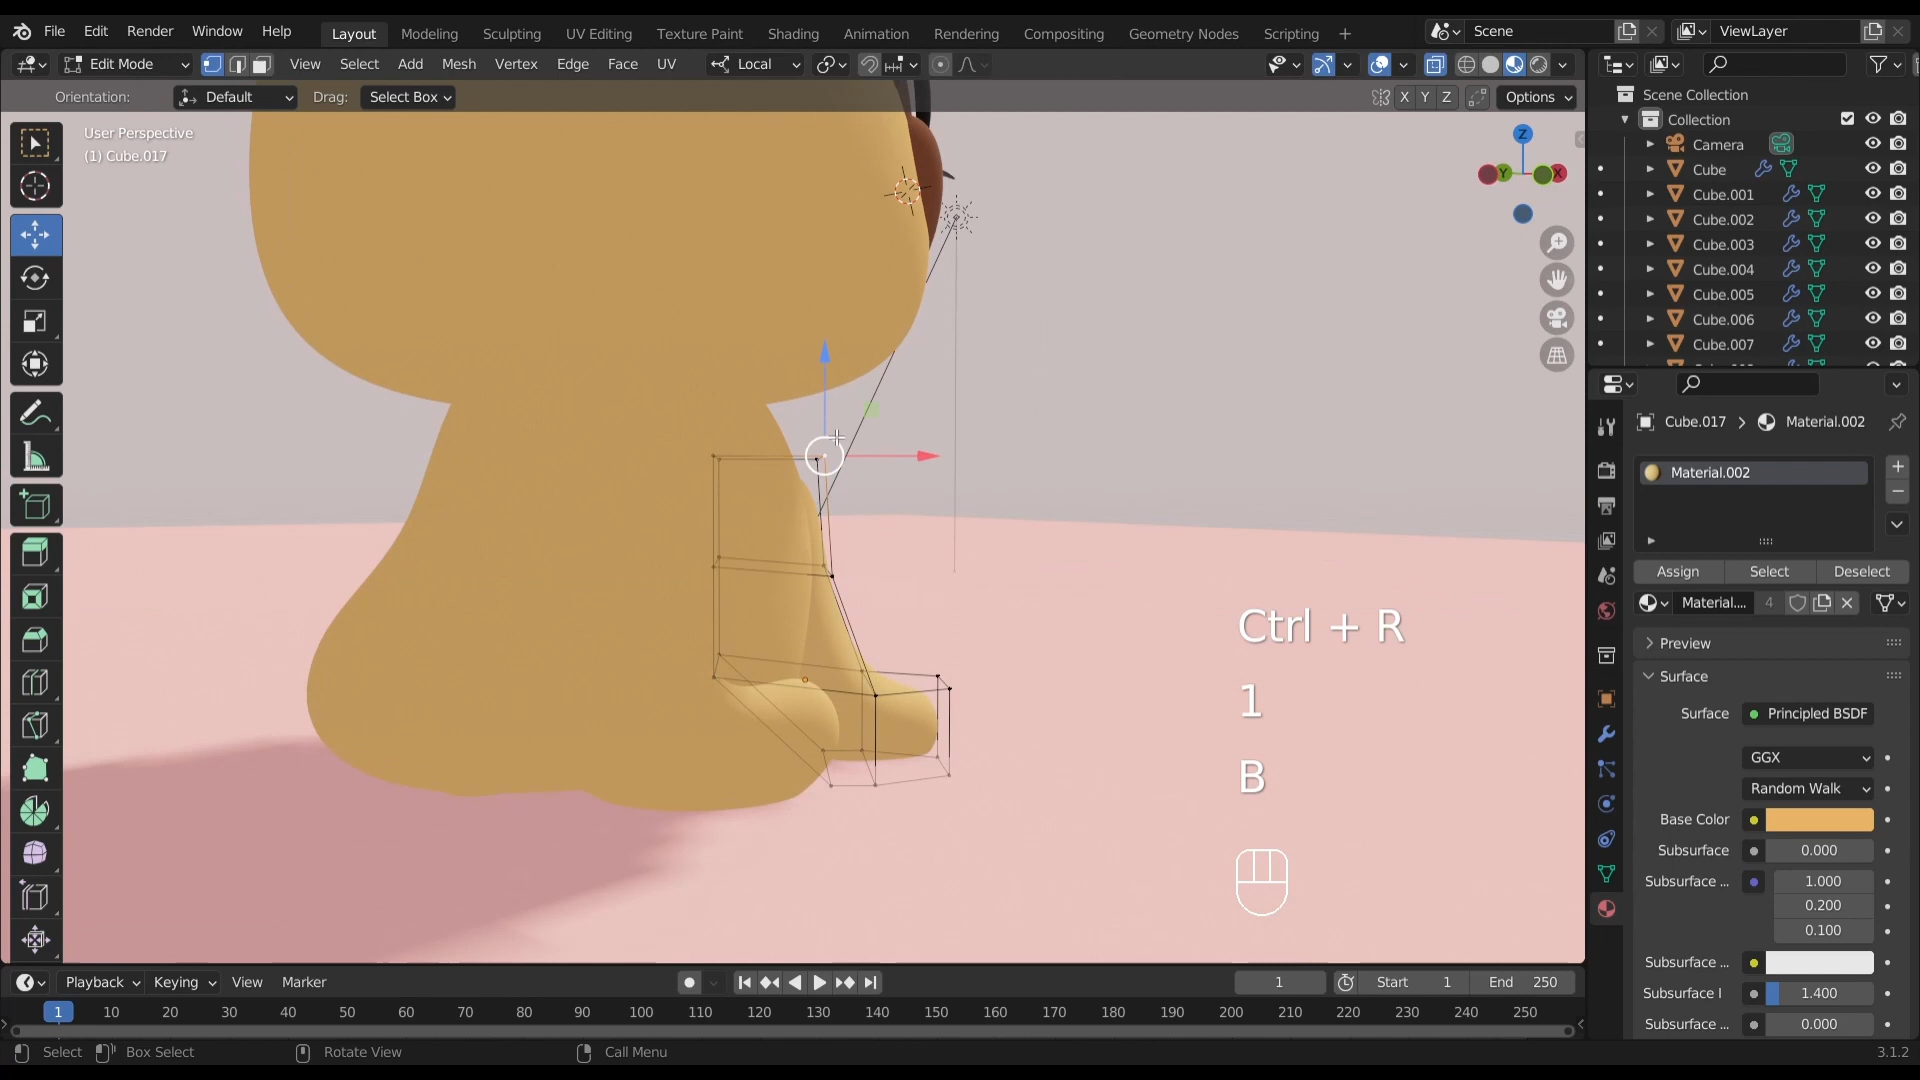 File Edit Render Window Help Layout Modeling Sculpting UV Editing Texture Paint Shading Animation Rendering Compositing Geometry Nodes Scripting + Scene ViewLayer
Edit Mode View Select Add Mesh Vertex Edge Face UV Local
Orientation: Default Drag: Select Box X Y Z Options
User Perspective
(1) Cube.017
Z
Y X
Scene Collection
Collection
Camera
Cube
Cube.001
Cube.002
Cube.003
Cube.004
Cube.005
Cube.006
Cube.007
Cube.017 Material.002
Material.002
Assign Select Deselect
Material.... 4
Preview
Surface
Surface Principled BSDF
GGX
Random Walk
Base Color
Subsurface 0.000
Subsurface ... 1.000
0.200
0.100
Subsurface ...
Subsurface I 1.400
Subsurface ... 0.000
Ctrl + R
1
B
Playback Keying View Marker 1 Start 1 End 250
1 10 20 30 40 50 60 70 80 90 100 110 120 130 140 150 160 170 180 190 200 210 220 230 240 250
Select Box Select Rotate View Call Menu 3.1.2